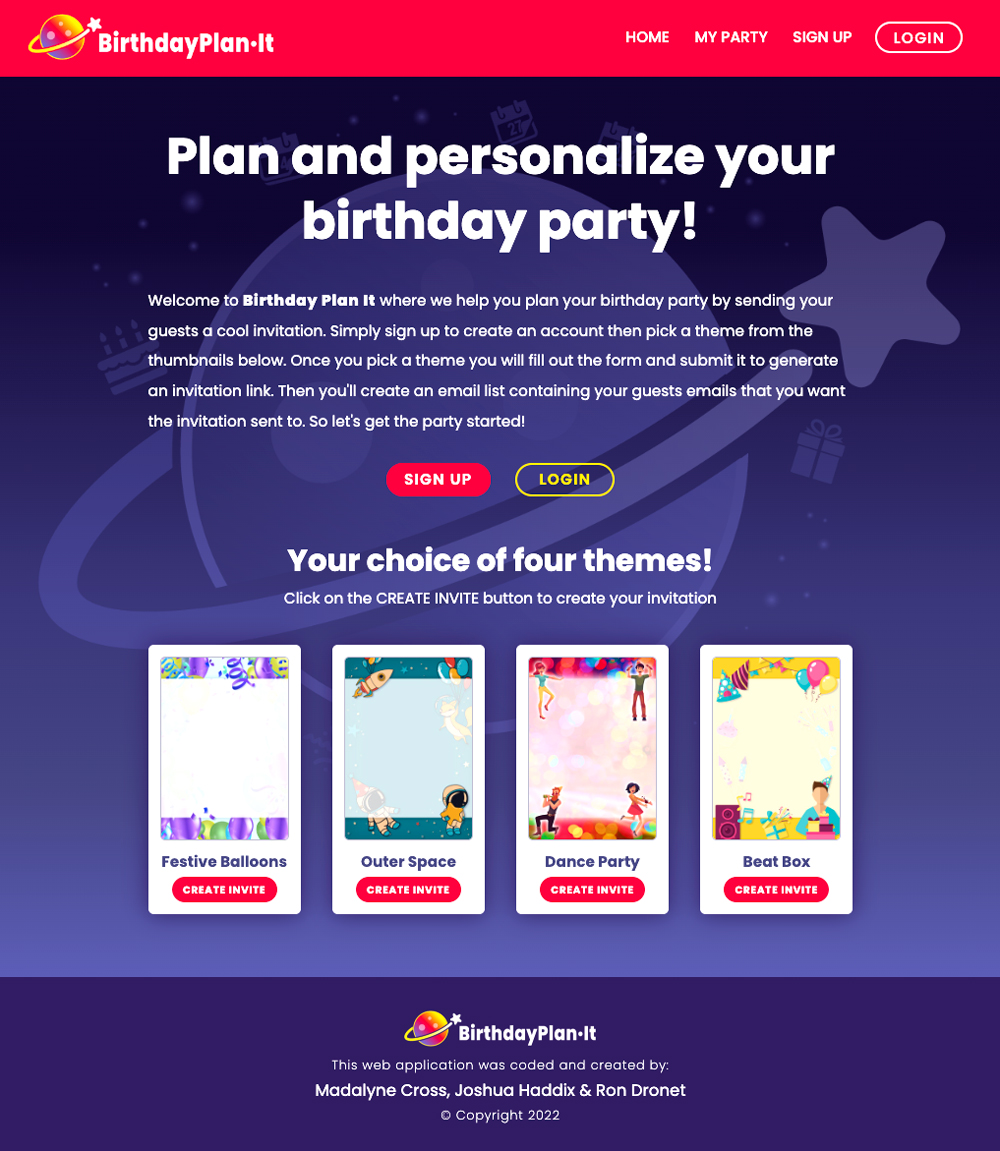 BirthdayPlan•It
HOME MY PARTY SIGN UP LOGIN
27
Plan and personalize your
birthday party!
Welcome to Birthday Plan It where we help you plan your birthday party by sending your
guests a cool invitation. Simply sign up to create an account then pick a theme from the
thumbnails below. Once you pick a theme you will fill out the form and submit it to generate
an invitation link. Then you'll create an email list containing your guests emails that you want
the invitation sent to. So let's get the party started!
SIGN UP LOGIN
Your choice of four themes!
Click on the CREATE INVITE button to create your invitation
Festive Balloons Outer Space Dance Party Beat Box
CREATE INVITE CREATE INVITE CREATE INVITE CREATE INVITE
BirthdayPlan•It
This web application was coded and created by:
Madalyne Cross, Joshua Haddix & Ron Dronet
© Copyright 2022